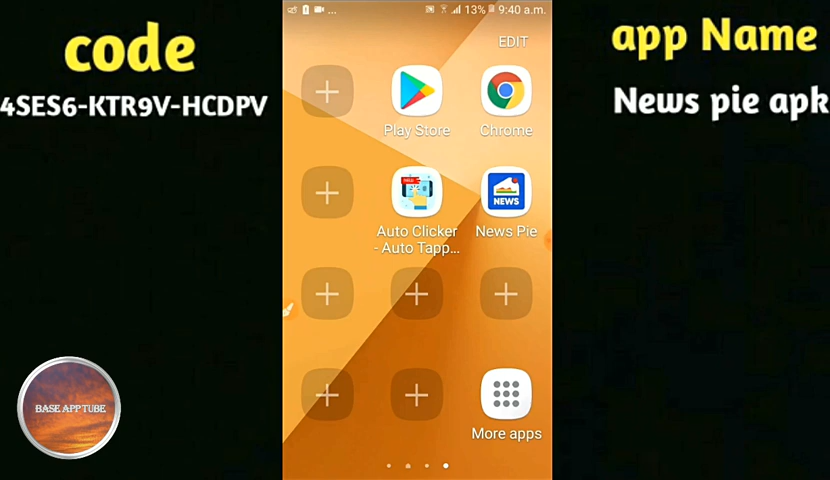 code
4SES6-KTR9V-HCDPV
app Name
News pie apk
13% 9:40 a.m.
EDIT
Play Store
Chrome
NEWS
Auto Clicker
- Auto Tapp...
News Pie
More apps
BASE APP TUBE